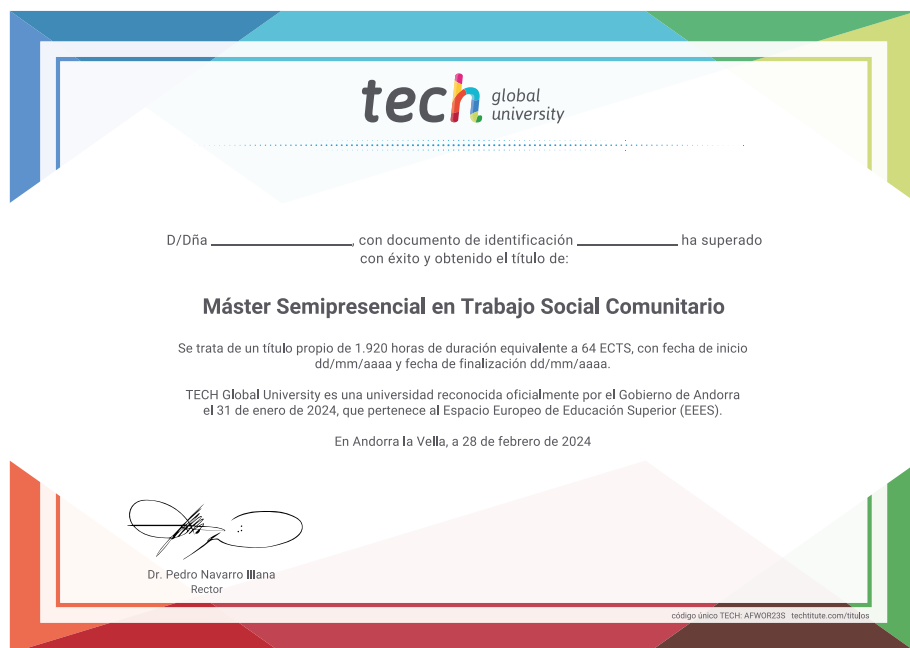 tech global
university
D/Dña ______________, con documento de identificación ______________ ha superado
con éxito y obtenido el título de:
Máster Semipresencial en Trabajo Social Comunitario
Se trata de un título propio de 1.920 horas de duración equivalente a 64 ECTS, con fecha de inicio
dd/mm/aaaa y fecha de finalización dd/mm/aaaa.
TECH Global University es una universidad reconocida oficialmente por el Gobierno de Andorra
el 31 de enero de 2024, que pertenece al Espacio Europeo de Educación Superior (EEES).
En Andorra la Vella, a 28 de febrero de 2024
Dr. Pedro Navarro Illana
Rector
código único TECH: AFWOR23S techtitute.com/titulos